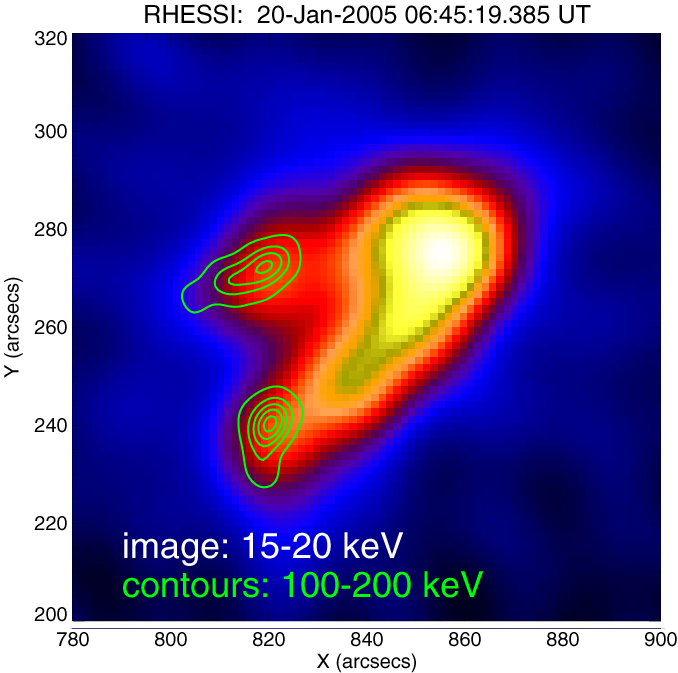 RHESSI: 20-Jan-2005 06:45:19.385 UT
320
300
280
260
240
220
200
Y (arcsecs)
image: 15-20 keV
contours: 100-200 keV
780 800 820 840 860 880 900
X (arcsecs)